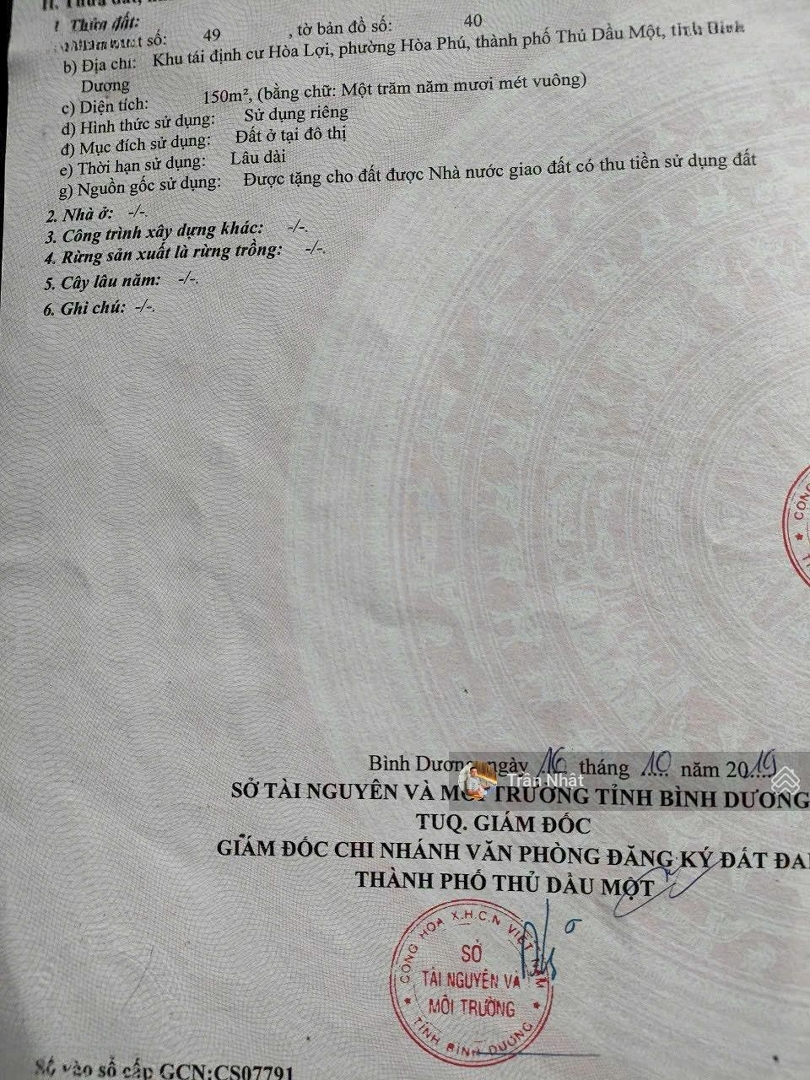 1 Thửa đất:
số: 49 , tờ bản đồ số: 40
b) Địa chỉ: Khu tái định cư Hòa Lợi, phường Hòa Phú, thành phố Thủ Dầu Một, tỉnh Bình
Dương
c) Diện tích: 150m², (bằng chữ: Một trăm năm mươi mét vuông)
d) Hình thức sử dụng: Sử dụng riêng
đ) Mục đích sử dụng: Đất ở tại đô thị
e) Thời hạn sử dụng: Lâu dài
g) Nguồn gốc sử dụng: Được tặng cho đất được Nhà nước giao đất có thu tiền sử dụng đất
2. Nhà ở: -/-.
3. Công trình xây dựng khác: -/-.
4. Rừng sản xuất là rừng trồng: -/-.
5. Cây lâu năm: -/-.
6. Ghi chú: -/-.
Bình Dương, ngày 16 tháng 10 năm 2019
Trần Nhật
SỞ TÀI NGUYÊN VÀ MÔI TRƯỜNG TỈNH BÌNH DƯƠNG
TUQ. GIÁM ĐỐC
GIÁM ĐỐC CHI NHÁNH VĂN PHÒNG ĐĂNG KÝ ĐẤT ĐAI
THÀNH PHỐ THỦ DẦU MỘT
CỘNG HÒA X.H.C.N VIỆT NAM
SỞ
TÀI NGUYÊN VÀ
MÔI TRƯỜNG
TỈNH BÌNH DƯƠNG
Số vào sổ cấp GCN:CS07791